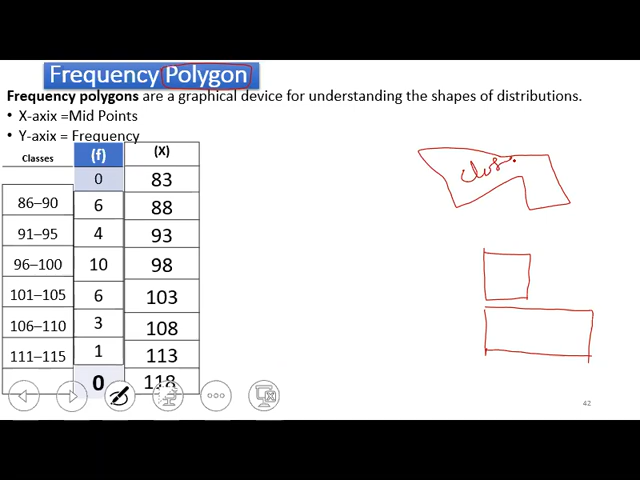 Frequency Polygon
Frequency polygons are a graphical device for understanding the shapes of distributions.
• X-axix =Mid Points
• Y-axix = Frequency
Classes (f) (X)
0 83
86–90 6 88
91–95 4 93
96–100 10 98
101–105 6 103
106–110 3 108
111–115 1 113
0 118
clos
42